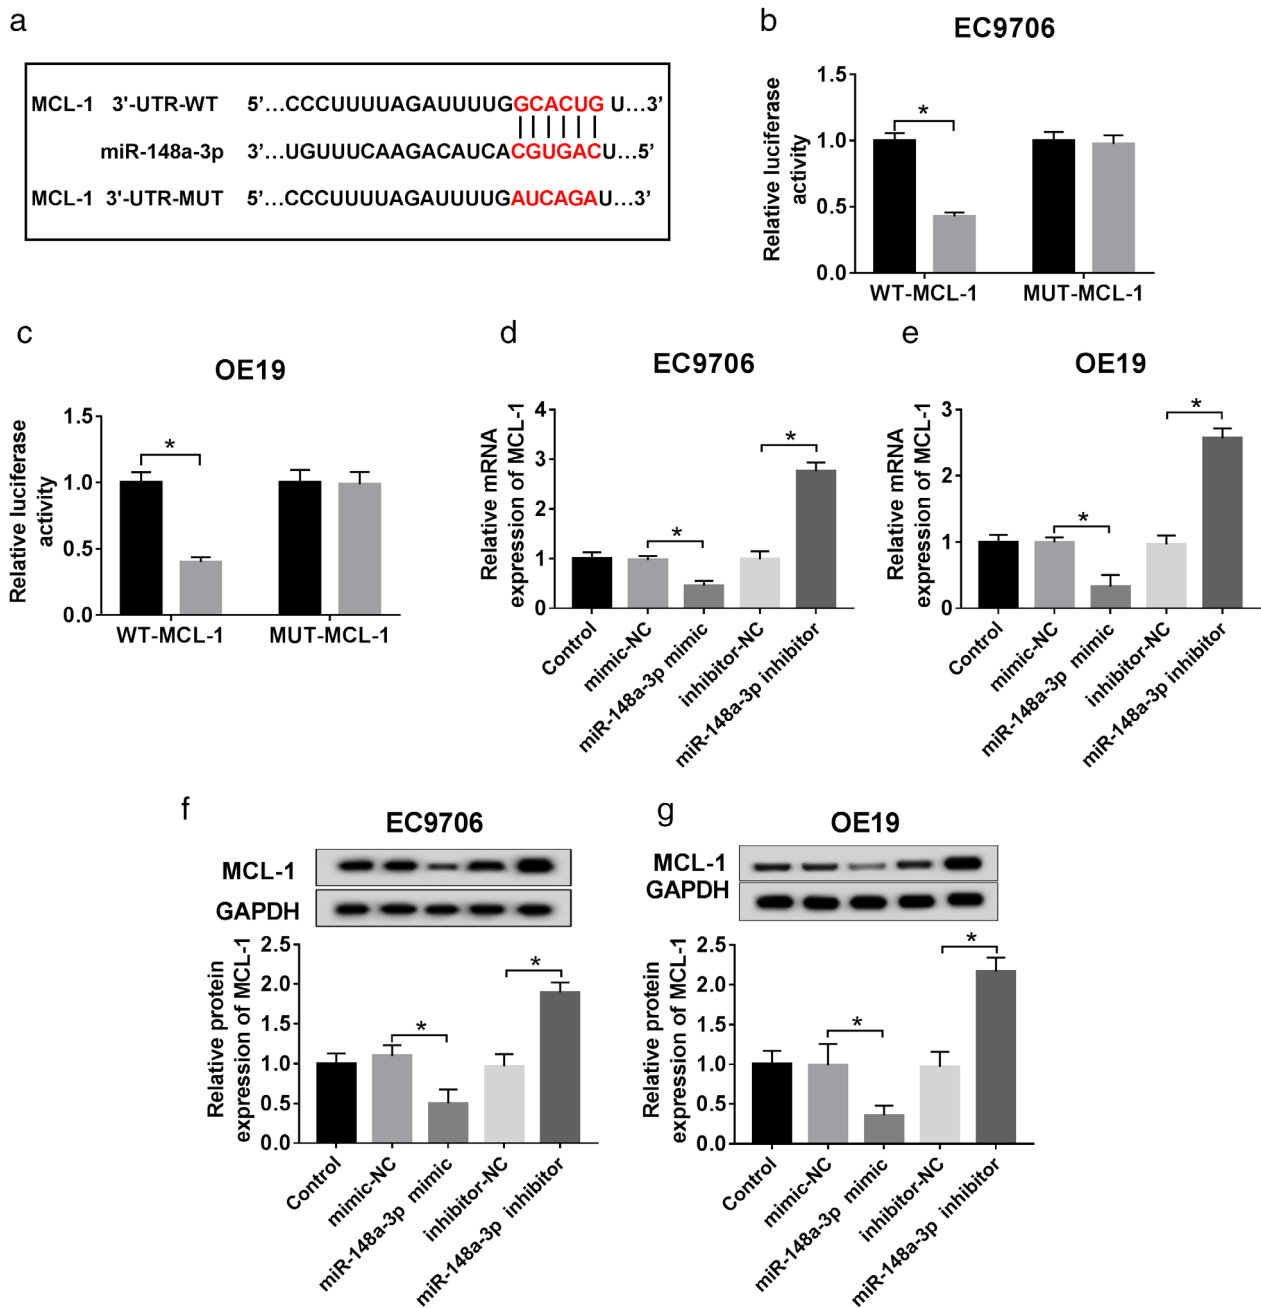 a
MCL-1 3'-UTR-WT 5'...CCCUUUUAGAUUUUGGCACUG U...3'
miR-148a-3p 3'...UGUUUCAAGACAUCACGUGACU...5'
MCL-1 3'-UTR-MUT 5'...CCCUUUUAGAUUUUGAUCAGAU...3'
b
EC9706
Relative luciferase
activity
1.5
1.0
0.5
0.0
*
WT-MCL-1 MUT-MCL-1
c
OE19
Relative luciferase
activity
1.5
1.0
0.5
0.0
*
WT-MCL-1 MUT-MCL-1
d
EC9706
Relative mRNA
expression of MCL-1
4
3
2
1
0
*
*
Control
mimic-NC
miR-148a-3p mimic
inhibitor-NC
miR-148a-3p inhibitor
e
OE19
Relative mRNA
expression of MCL-1
3
2
1
0
*
*
Control
mimic-NC
miR-148a-3p mimic
inhibitor-NC
miR-148a-3p inhibitor
f
EC9706
MCL-1
GAPDH
Relative protein
expression of MCL-1
2.5
2.0
1.5
1.0
0.5
0.0
*
*
Control
mimic-NC
miR-148a-3p mimic
inhibitor-NC
miR-148a-3p inhibitor
g
OE19
MCL-1
GAPDH
Relative protein
expression of MCL-1
2.5
2.0
1.5
1.0
0.5
0.0
*
*
Control
mimic-NC
miR-148a-3p mimic
inhibitor-NC
miR-148a-3p inhibitor